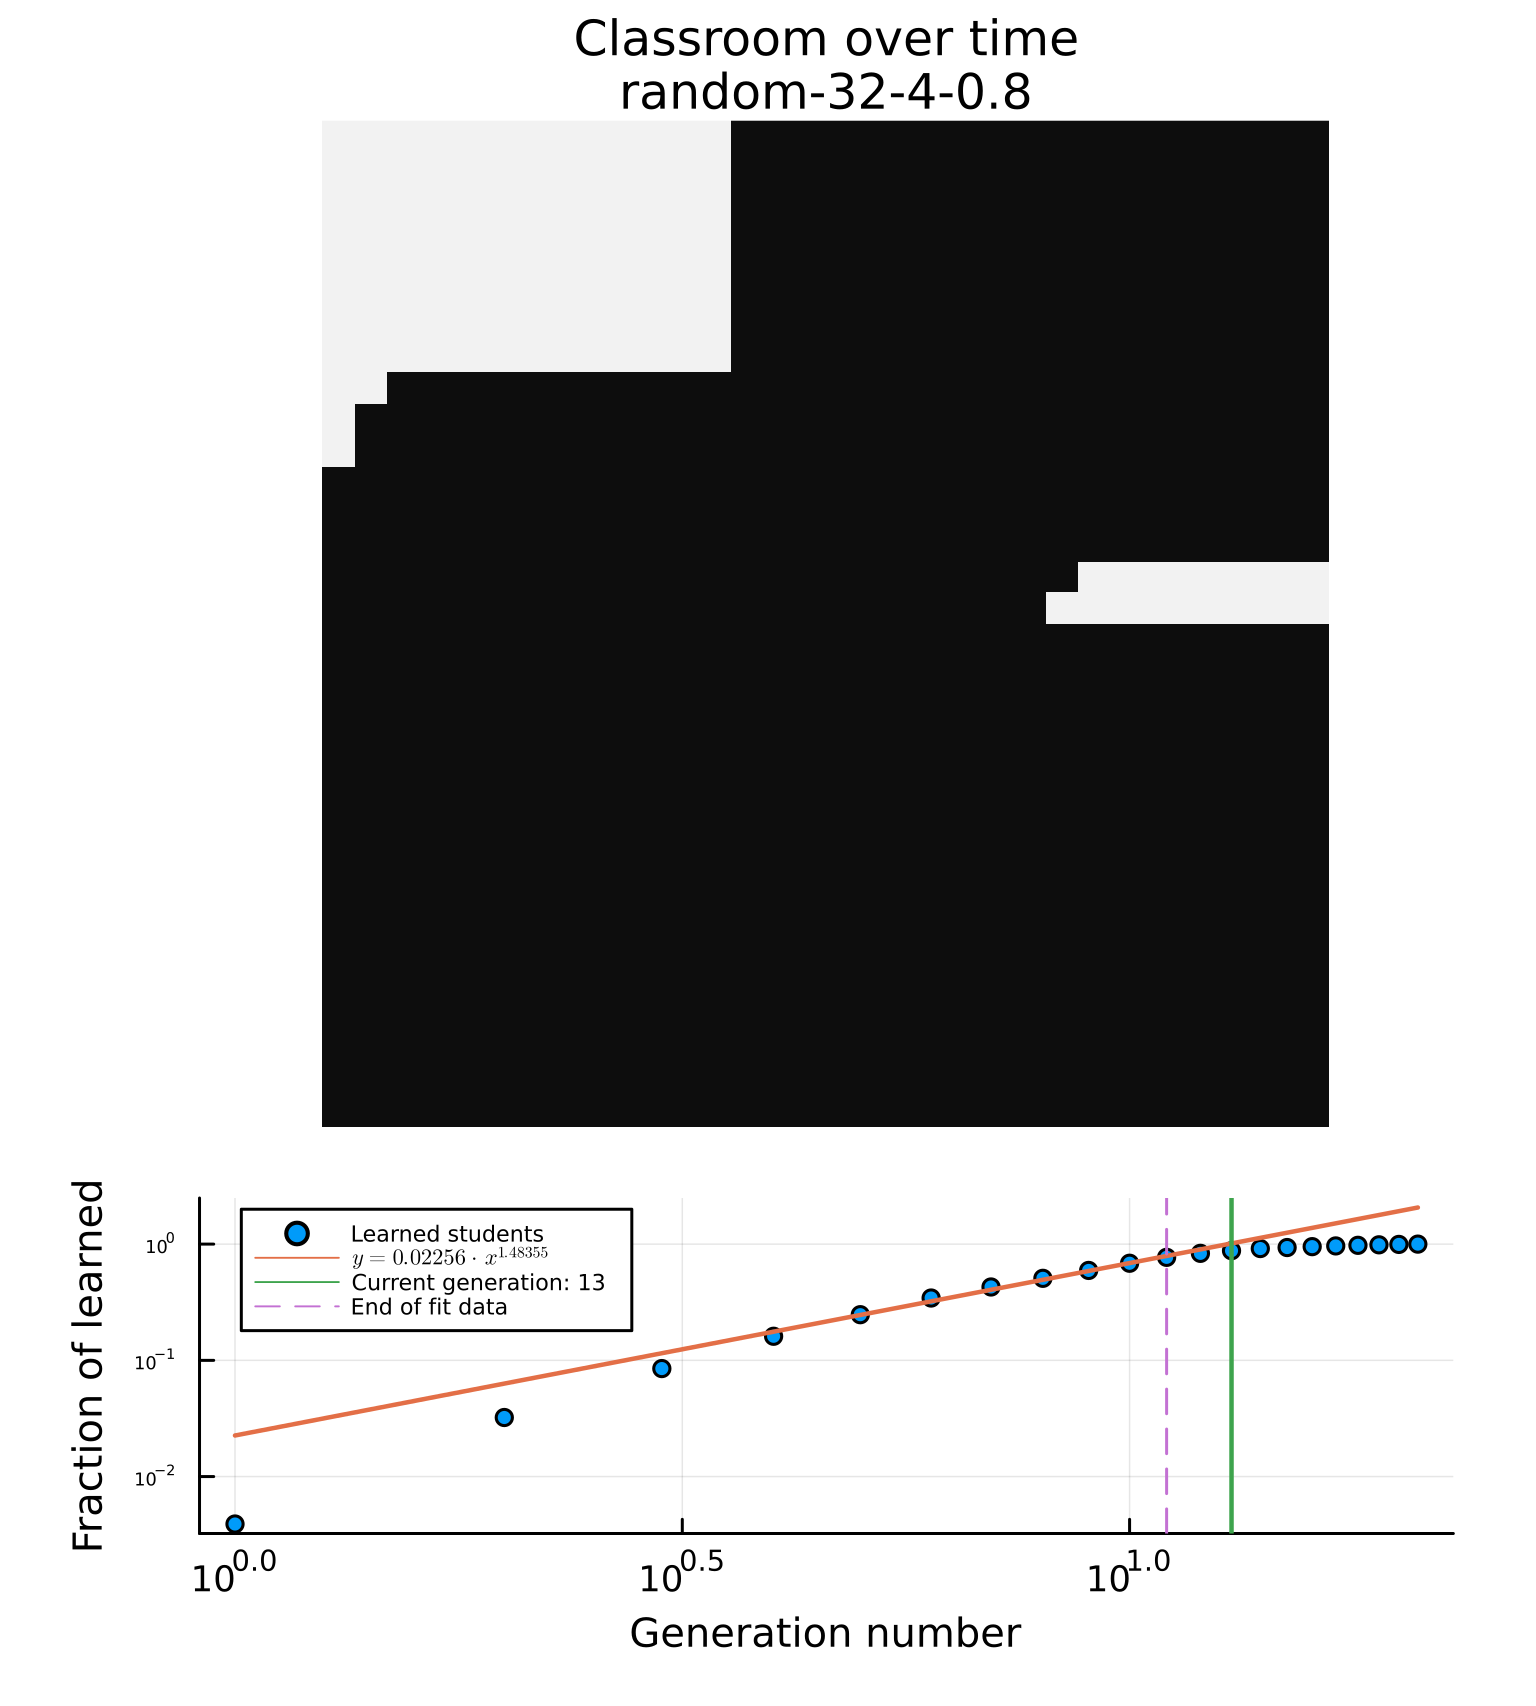 Classroom over time
random-32-4-0.8
Fraction of learned
Learned students
y = 0.02256 · x^1.48355
Current generation: 13
End of fit data
10^0
10^−1
10^−2
10^0.0 10^0.5 10^1.0
Generation number